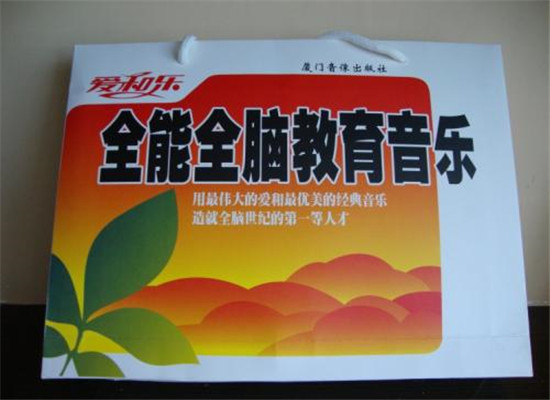 厦门音像出版社
爱和乐
全能全脑教育音乐
用最伟大的爱和最优美的经典音乐
造就全脑世纪的第一等人才